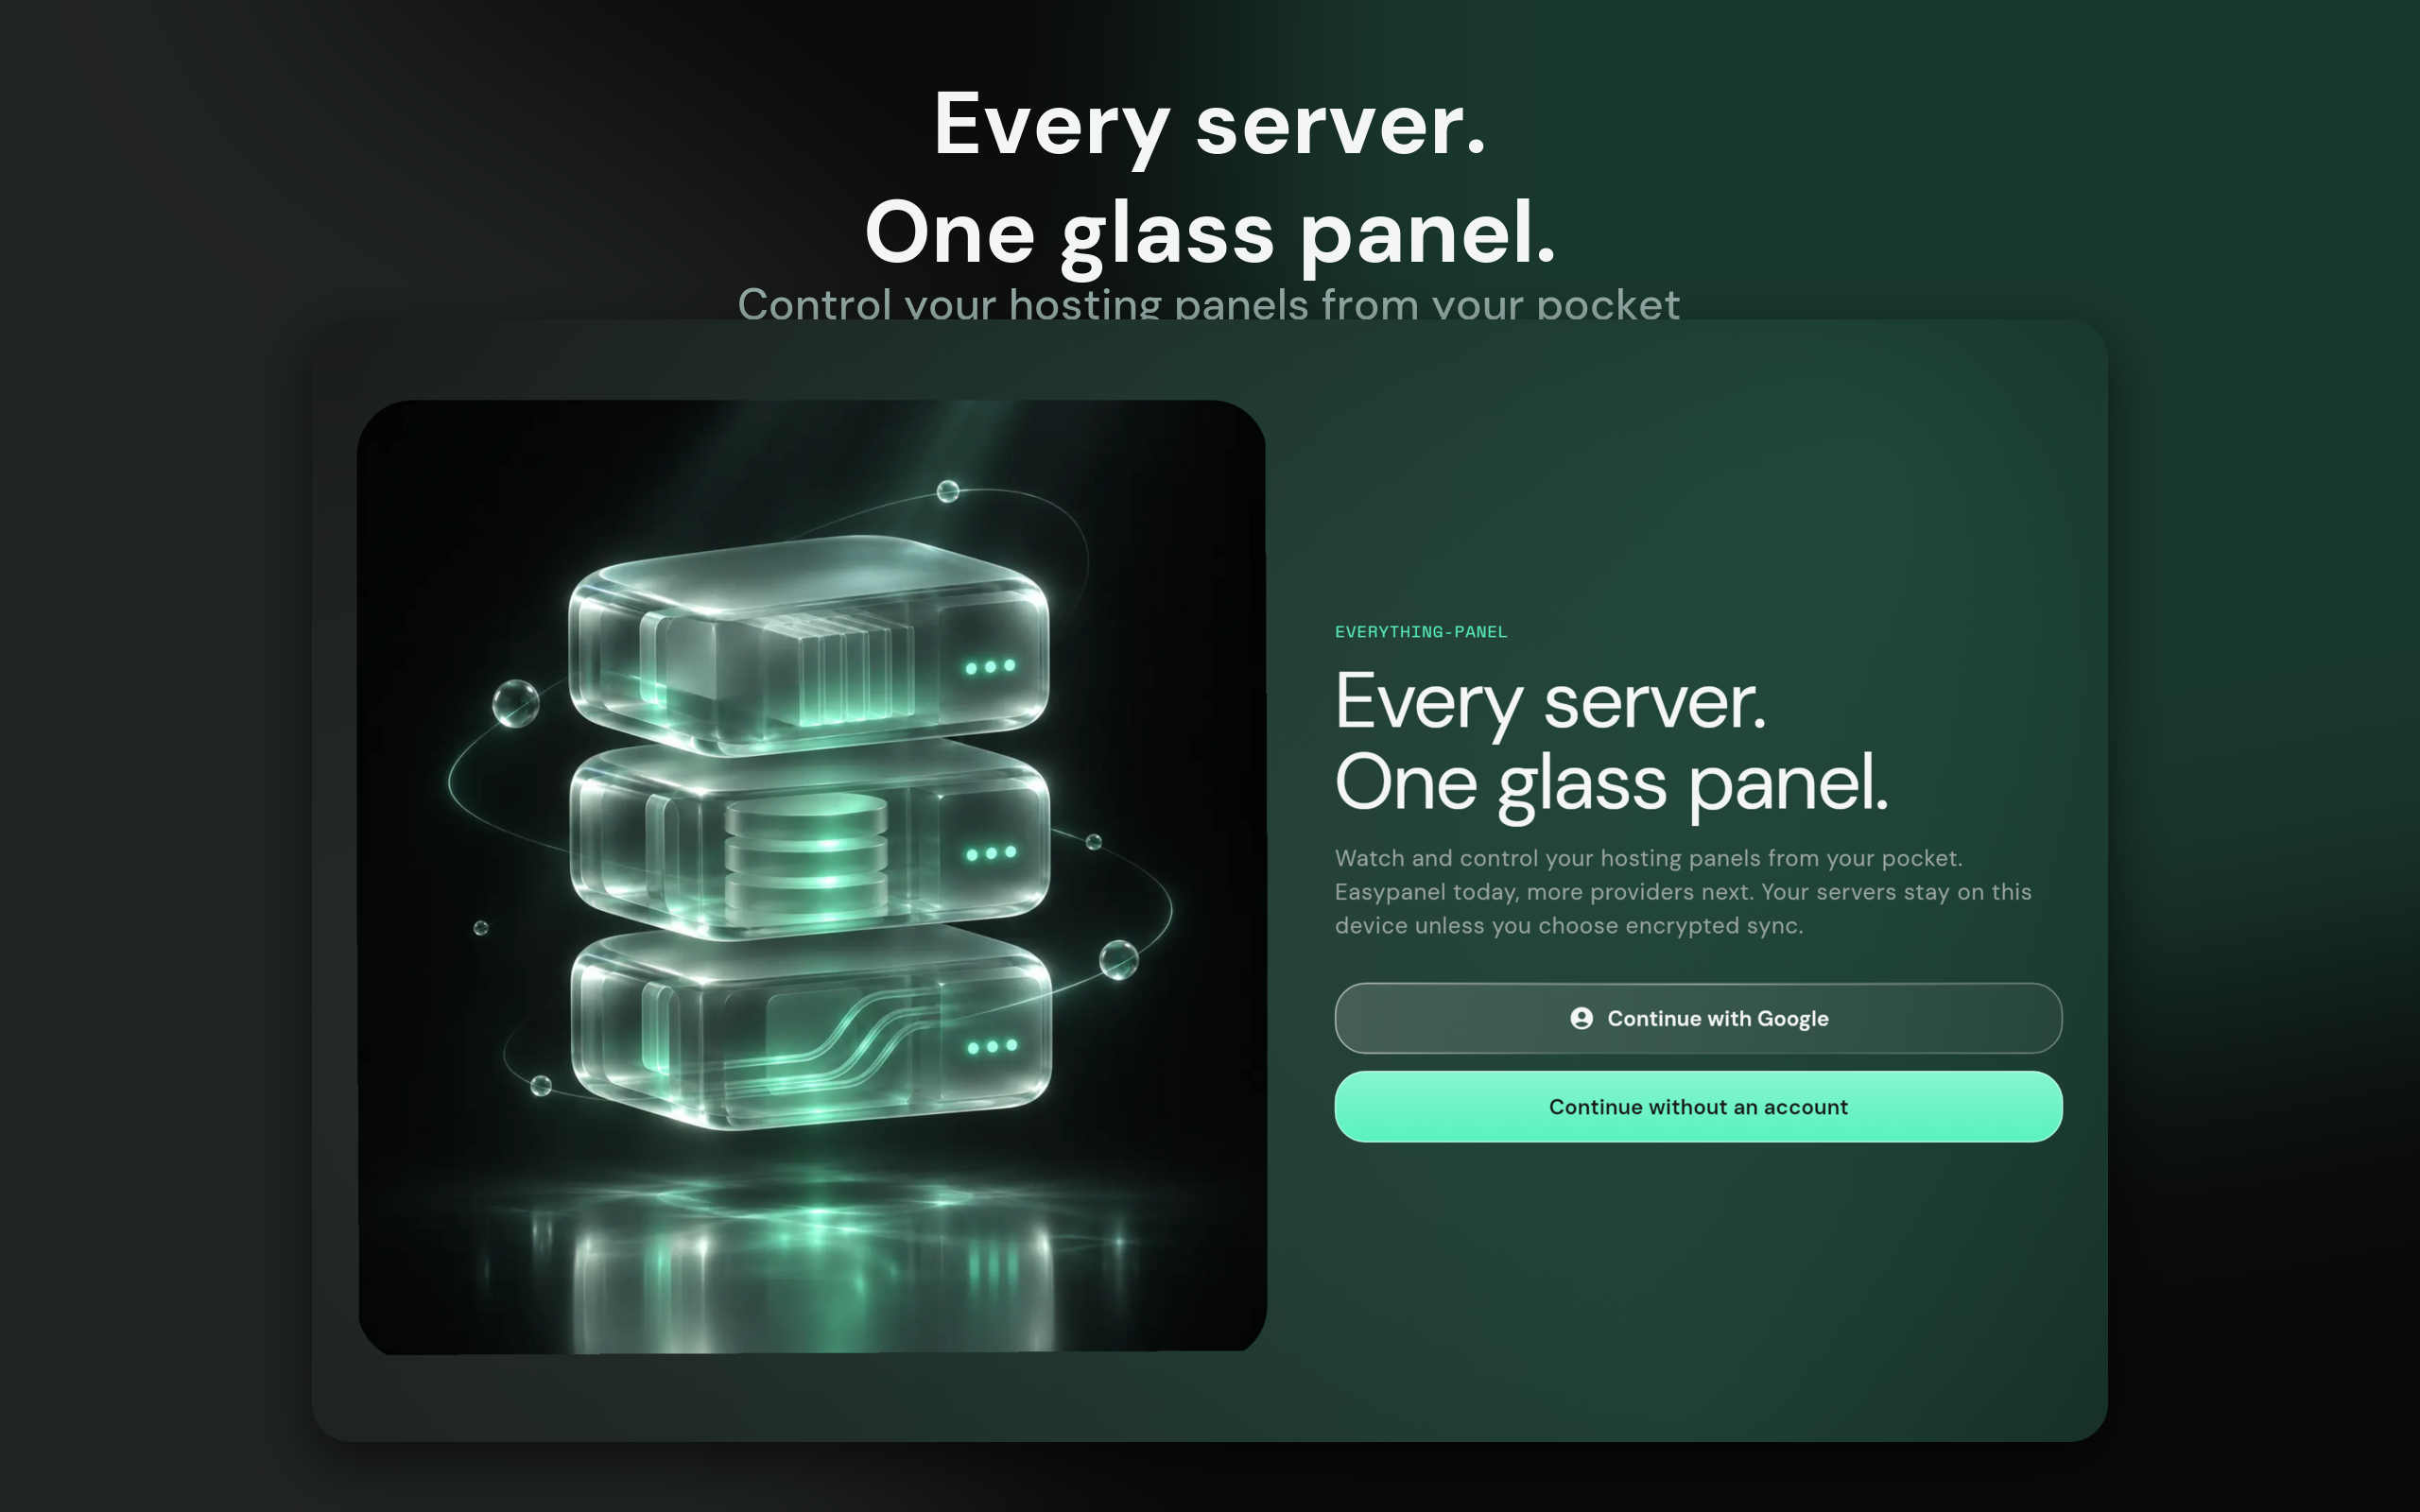 Every server.
One glass panel.
Control your hosting panels from your pocket
EVERYTHING-PANEL
Every server.
One glass panel.
Watch and control your hosting panels from your pocket.
Easypanel today, more providers next. Your servers stay on this
device unless you choose encrypted sync.
Continue with Google
Continue without an account